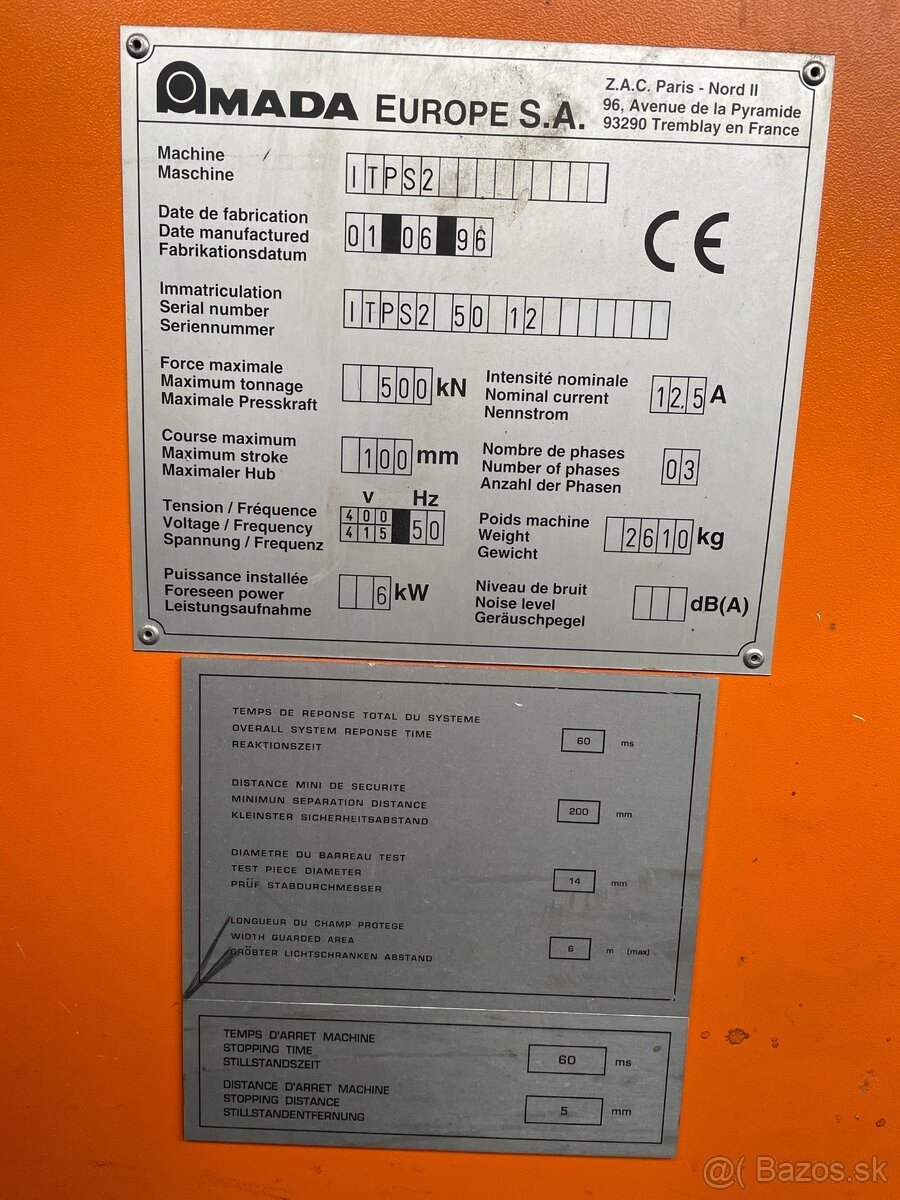 AMADA EUROPE S.A.
Z.A.C. Paris - Nord II
96, Avenue de la Pyramide
93290 Tremblay en France
Machine
Maschine
ITPS2
Date de fabrication
Date manufactured
Fabrikationsdatum
01 06 96
CE
Immatriculation
Serial number
Seriennummer
ITPS2 50 12
Force maximale
Maximum tonnage
Maximale Presskraft
500 kN
Intensité nominale
Nominal current
Nennstrom
12,5 A
Course maximum
Maximum stroke
Maximaler Hub
100 mm
Nombre de phases
Number of phases
Anzahl der Phasen
03
Tension / Fréquence
Voltage / Frequency
Spannung / Frequenz
V Hz
400
415 50
Poids machine
Weight
Gewicht
2610 kg
Puissance installée
Foreseen power
Leistungsaufnahme
6 kW
Niveau de bruit
Noise level
Geräuschpegel
dB(A)
TEMPS DE REPONSE TOTAL DU SYSTEME
OVERALL SYSTEM REPONSE TIME
REAKTIONSZEIT
60 ms
DISTANCE MINI DE SECURITE
MINIMUN SEPARATION DISTANCE
KLEINSTER SICHERHEITSABSTAND
200 mm
DIAMETRE DU BARREAU TEST
TEST PIECE DIAMETER
PRÜF STABDURCHMESSER
14 mm
LONGUEUR DU CHAMP PROTEGE
WIDTH GUARDED AREA
GRÖBTER LICHTSCHRANKEN ABSTAND
6 m (max)
TEMPS D'ARRET MACHINE
STOPPING TIME
STILLSTANDSZEIT
60 ms
DISTANCE D'ARRET MACHINE
STOPPING DISTANCE
STILLSTANDENTFERNUNG
5 mm
@( Bazos.sk